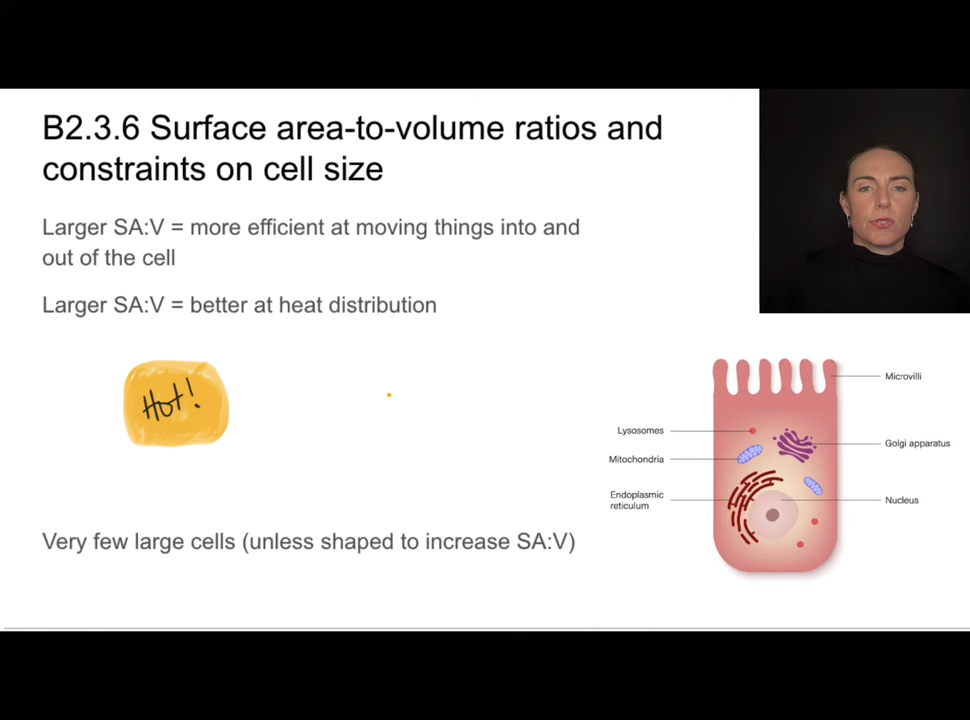 B2.3.6 Surface area-to-volume ratios and
constraints on cell size
Larger SA:V = more efficient at moving things into and
out of the cell
Larger SA:V = better at heat distribution
Hot!
Microvilli
Lysosomes
Golgi apparatus
Mitochondria
Endoplasmic
reticulum
Nucleus
Very few large cells (unless shaped to increase SA:V)